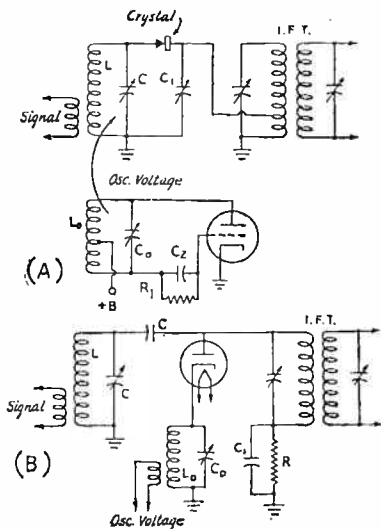 Crystal
I.F.T.
L
C
C1
Signal
Osc. Voltage
Lo
Co
C2
R1
+B
(A)
C
I.F.T.
L
C
Signal
(B)
Lo
Co
C1
R
Osc. Voltage